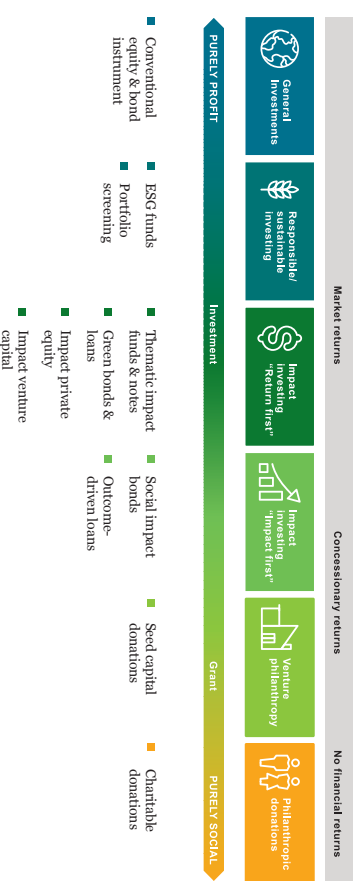 Market returns
Concessionary returns
No financial returns
General
Investments
Responsible/
sustainable
investing
Impact
investing
“Return first”
Impact
investing
“Impact first”
Venture
philanthropy
Philanthropic
donations
PURELY PROFIT
Investment
Grant
PURELY SOCIAL
Conventional
equity & bond
instrument
ESG funds
Portfolio
screening
Thematic impact
funds & notes
Green bonds &
loans
Impact private
equity
Impact venture
capital
Social impact
bonds
Outcome-
driven loans
Seed capital
donations
Charitable
donations